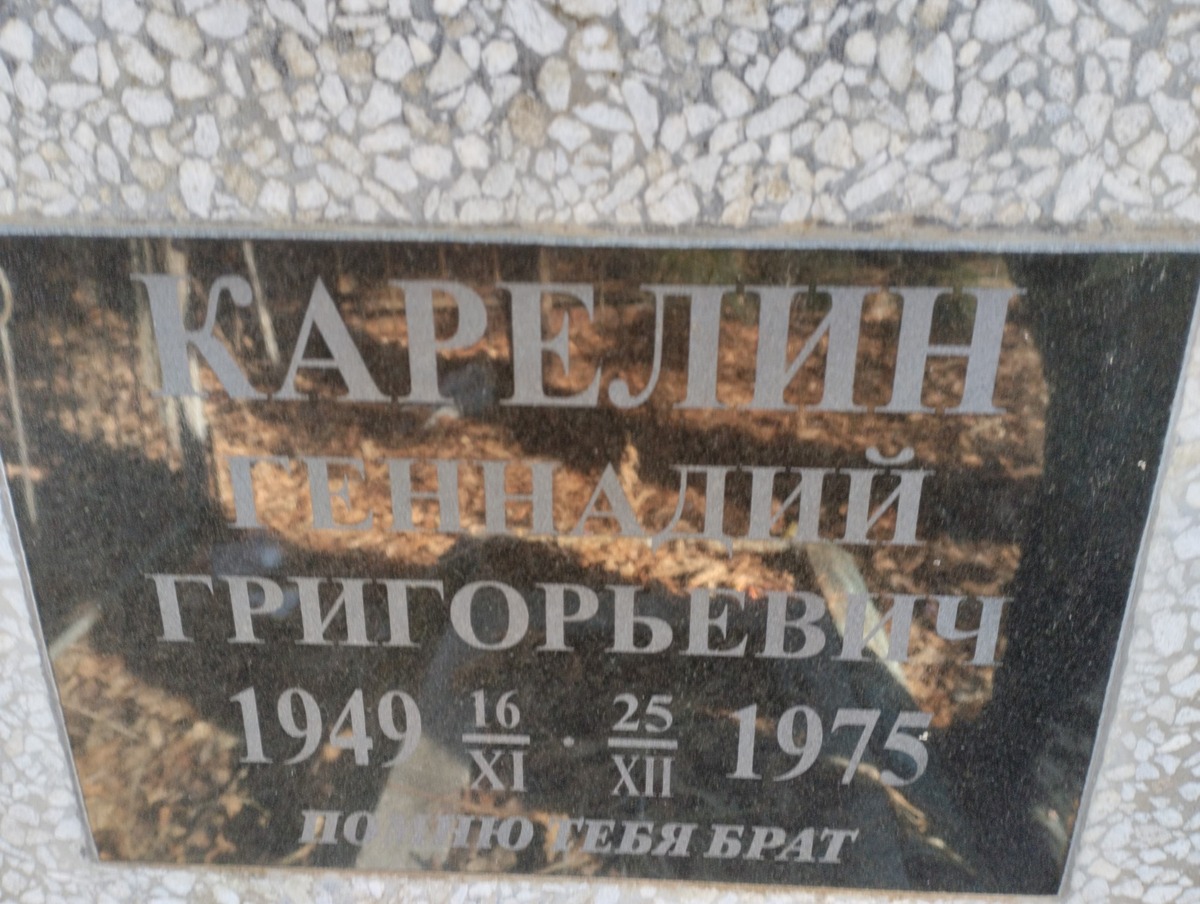 КАРЕЛИН
ГЕННАДИЙ
ГРИГОРЬЕВИЧ
1949 16/XI · 25/XII 1975
ПОМНЮ ТЕБЯ БРАТ